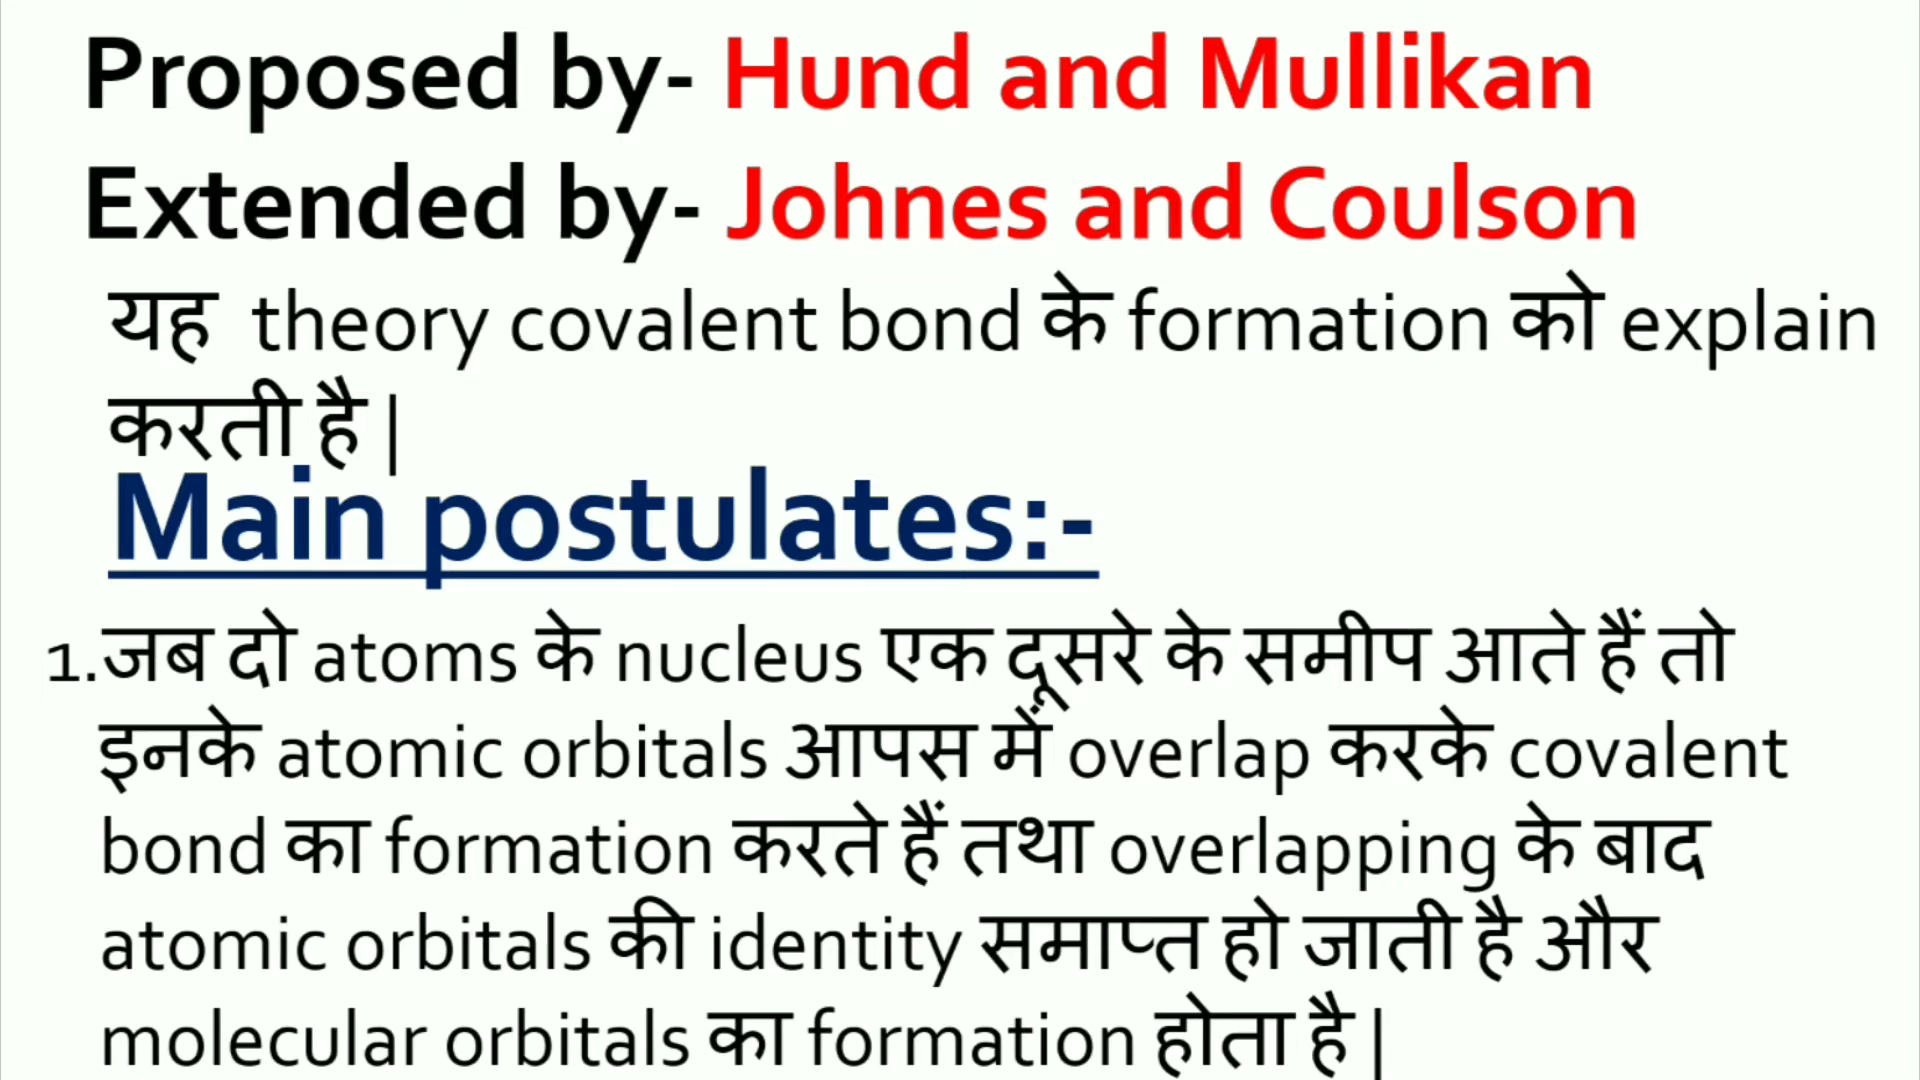 Proposed by- Hund and Mullikan
Extended by- Johnes and Coulson
यह theory covalent bond के formation को explain
करती है |
Main postulates:-
1.जब दो atoms के nucleus एक दूसरे के समीप आते हैं तो
इनके atomic orbitals आपस में overlap करके covalent
bond का formation करते हैं तथा overlapping के बाद
atomic orbitals की identity समाप्त हो जाती है और
molecular orbitals का formation होता है |